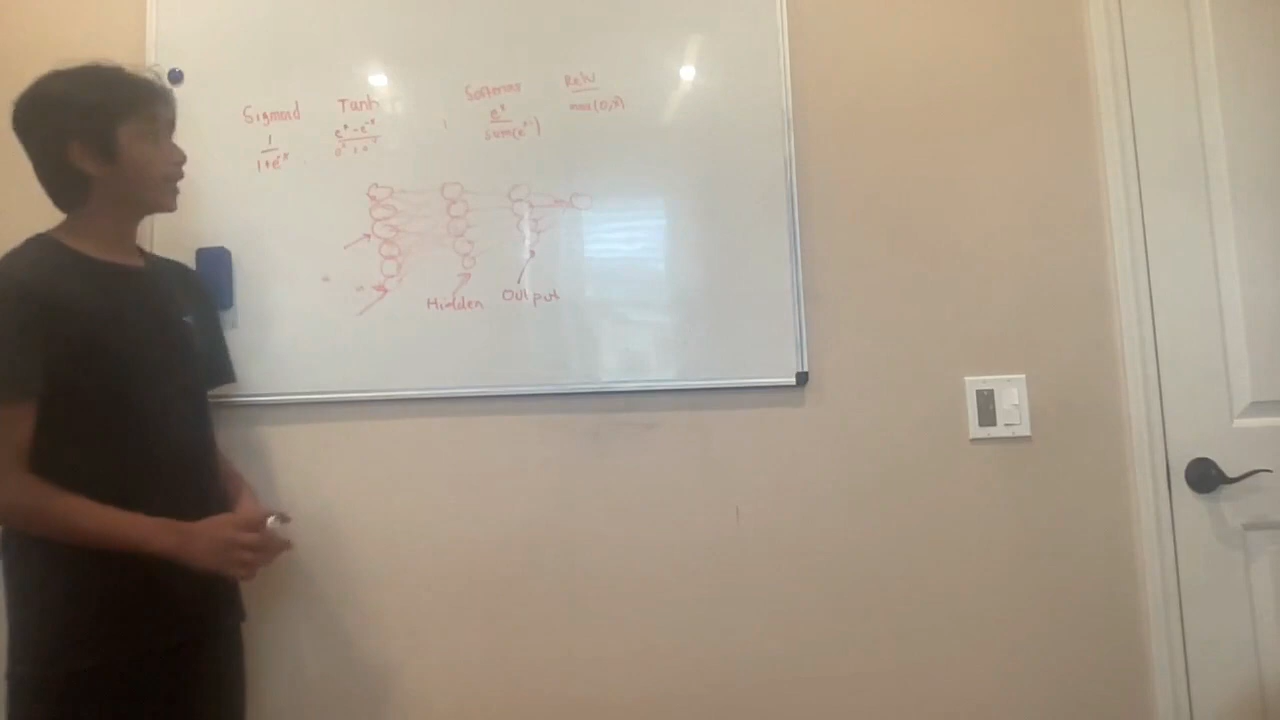 Sigmoid
1
1+e^-x
Tanh
e^x - e^-x
e^x + e^-x
Softmax
e^x
sum(e^x)
Relu
max(0,x)
Hidden
Output